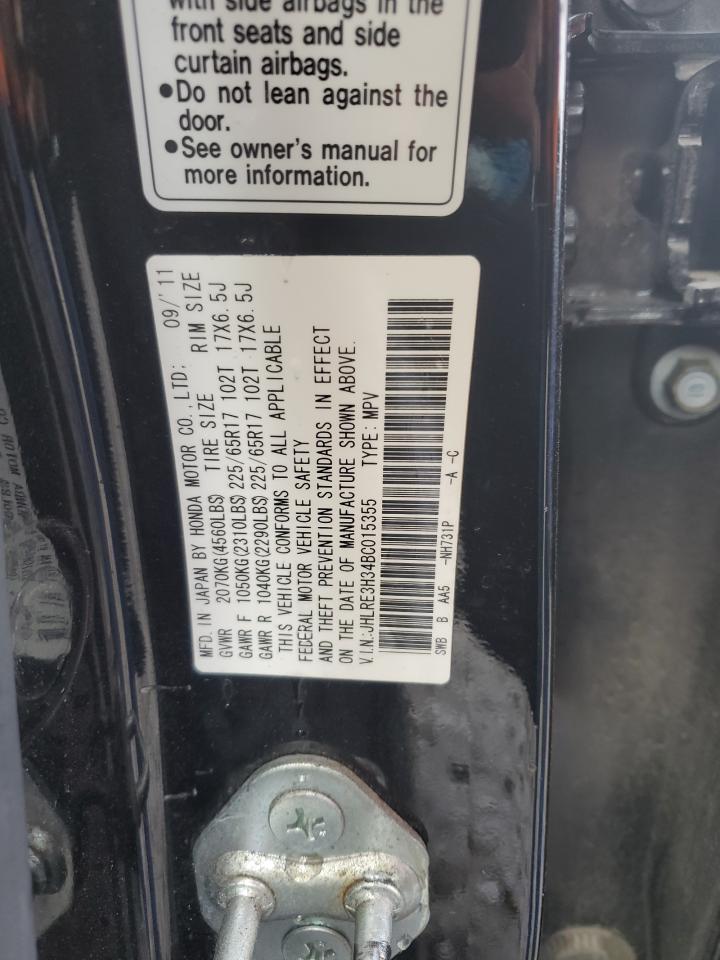 with side airbags in the
front seats and side
curtain airbags.
●Do not lean against the
door.
●See owner's manual for
more information.
MFD. IN JAPAN BY HONDA MOTOR CO., LTD; 09/'11
GVWR 2070KG(4560LBS) TIRE SIZE RIM SIZE
GAWR F 1050KG(2310LBS) 225/65R17 102T 17X6.5J
GAWR R 1040KG(2290LBS) 225/65R17 102T 17X6.5J
THIS VEHICLE CONFORMS TO ALL APPLICABLE
FEDERAL MOTOR VEHICLE SAFETY
AND THEFT PREVENTION STANDARDS IN EFFECT
ON THE DATE OF MANUFACTURE SHOWN ABOVE.
V.I.N.:JHLRE3H34BC015355 TYPE: MPV
SWB B AA5 -NH731P -A -C